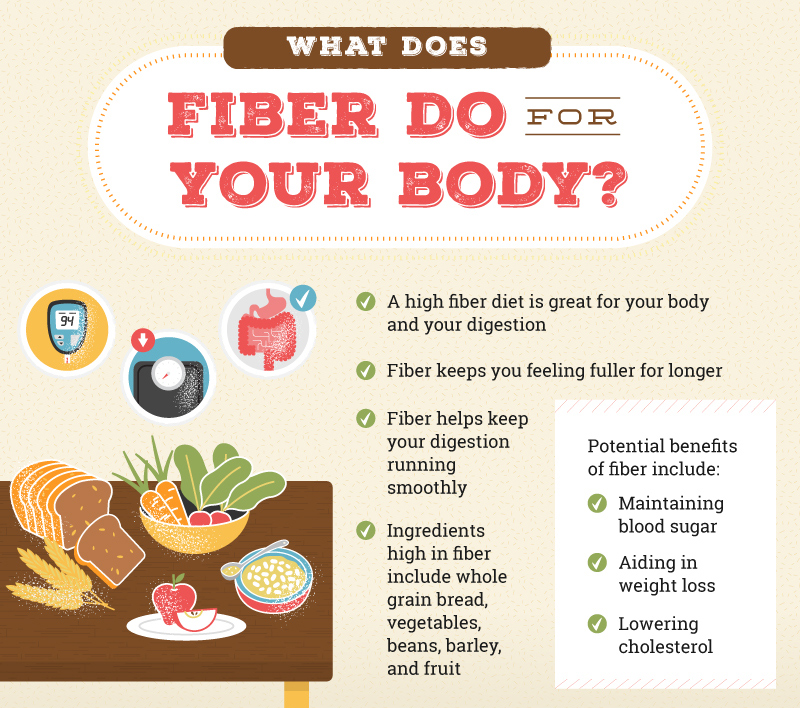 WHAT DOES
FIBER DO FOR
YOUR BODY?
94
A high fiber diet is great for your body
and your digestion
Fiber keeps you feeling fuller for longer
Fiber helps keep
your digestion
running
smoothly
Ingredients
high in fiber
include whole
grain bread,
vegetables,
beans, barley,
and fruit
Potential benefits
of fiber include:
Maintaining
blood sugar
Aiding in
weight loss
Lowering
cholesterol